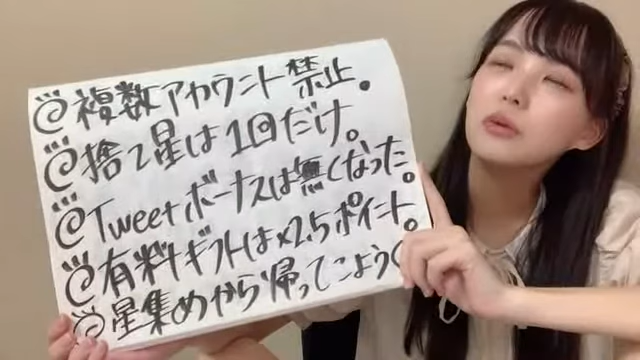 @複数アカウント禁止。
@捨て星は1回だけ。
@Tweetボーナスは無くなった。
@有料ギフトは×2.5ポイント。
@星集めから帰ってこよう。